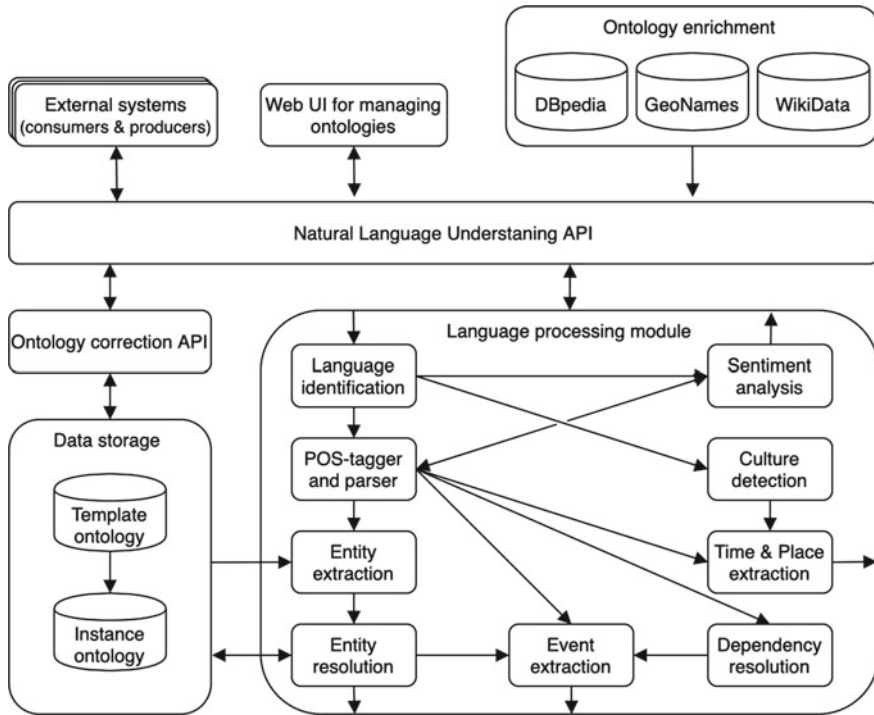 Ontology enrichment
DBpedia
GeoNames
WikiData
External systems
(consumers & producers)
Web UI for managing
ontologies
Natural Language Understaning API
Ontology correction API
Language processing module
Language
identification
Sentiment
analysis
Data storage
POS-tagger
and parser
Culture
detection
Template
ontology
Entity
extraction
Time & Place
extraction
Instance
ontology
Entity
resolution
Event
extraction
Dependency
resolution